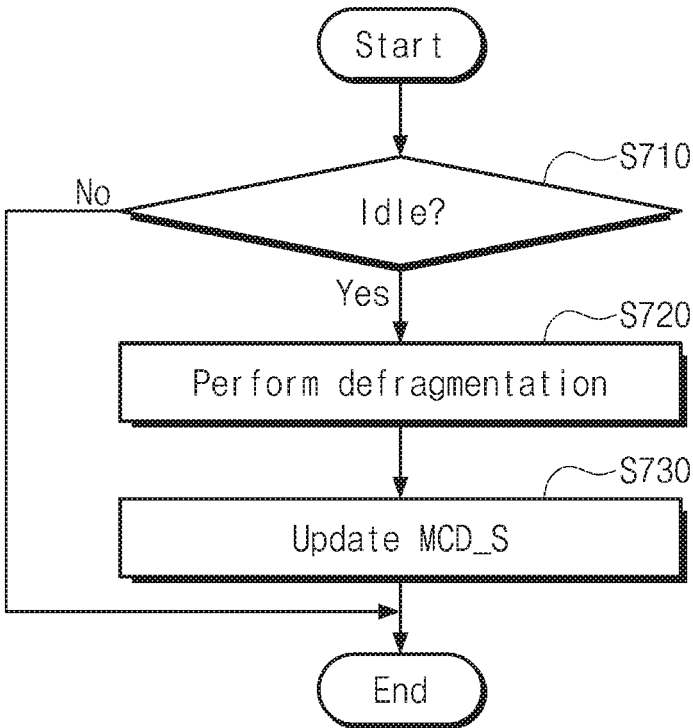 Start
S710
No
Idle?
Yes
S720
Perform defragmentation
S730
Update MCD_S
End